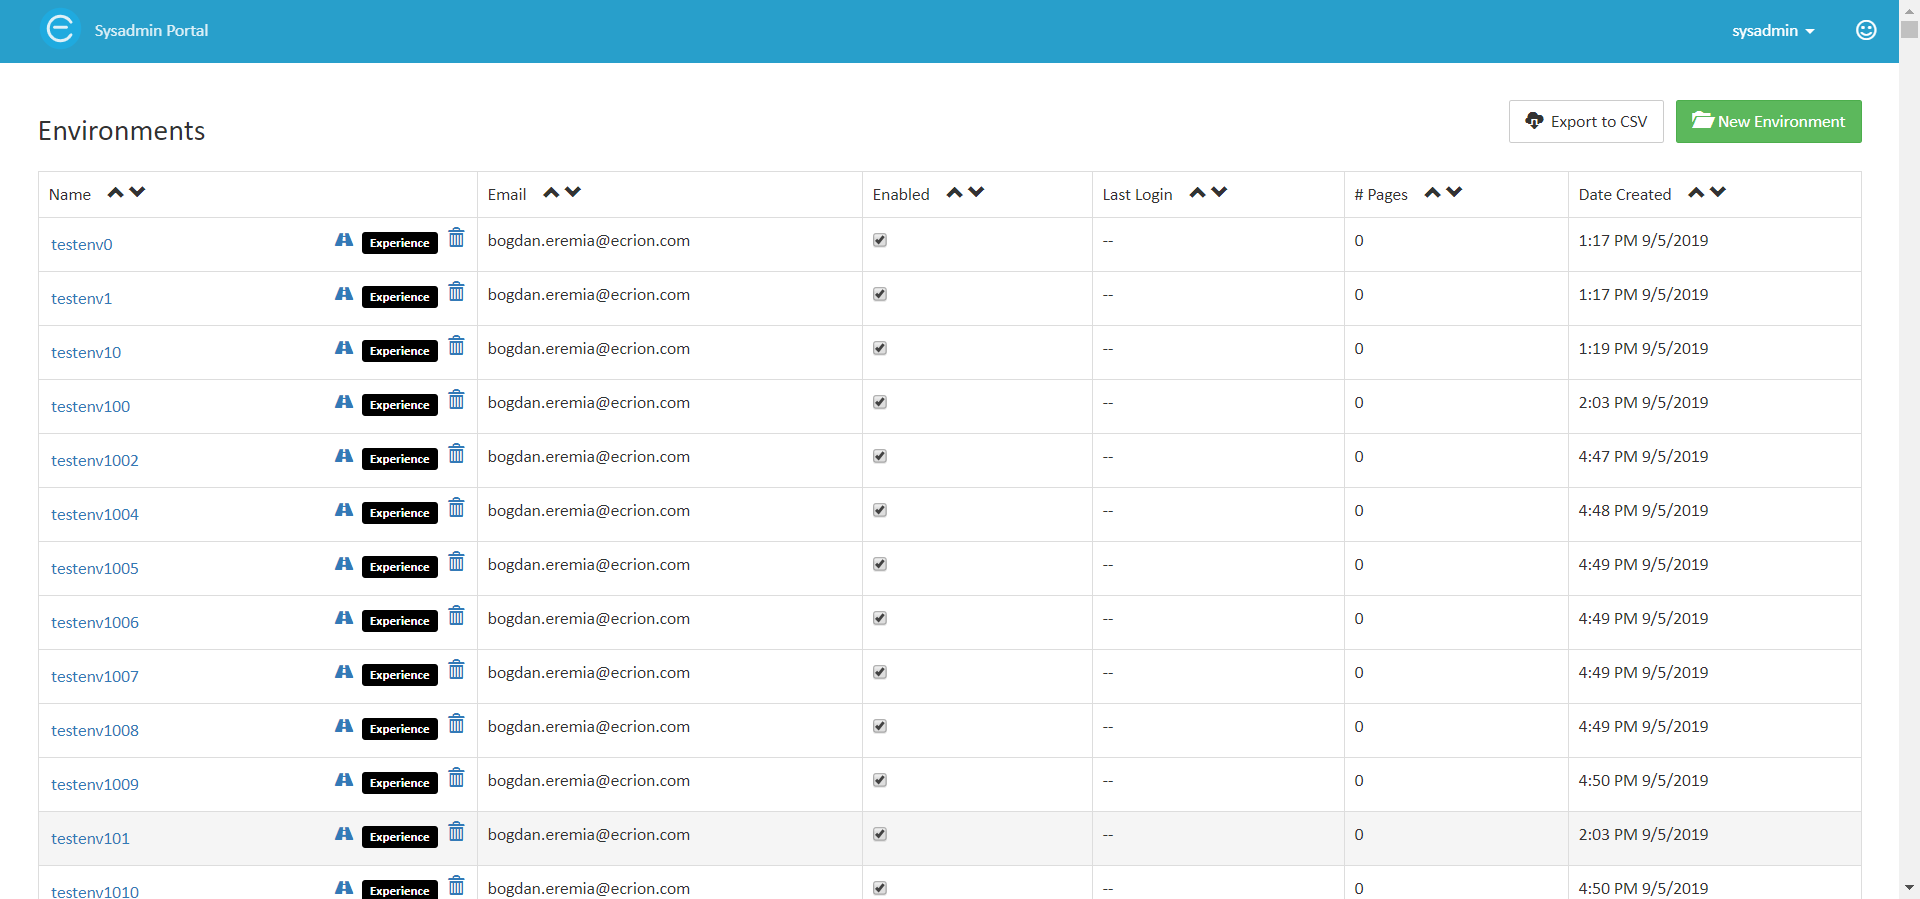 Sysadmin Portal
sysadmin
Environments
Export to CSV
New Environment
Name Email Enabled Last Login # Pages Date Created
testenv0 Experience bogdan.eremia@ecrion.com -- 0 1:17 PM 9/5/2019
testenv1 Experience bogdan.eremia@ecrion.com -- 0 1:17 PM 9/5/2019
testenv10 Experience bogdan.eremia@ecrion.com -- 0 1:19 PM 9/5/2019
testenv100 Experience bogdan.eremia@ecrion.com -- 0 2:03 PM 9/5/2019
testenv1002 Experience bogdan.eremia@ecrion.com -- 0 4:47 PM 9/5/2019
testenv1004 Experience bogdan.eremia@ecrion.com -- 0 4:48 PM 9/5/2019
testenv1005 Experience bogdan.eremia@ecrion.com -- 0 4:49 PM 9/5/2019
testenv1006 Experience bogdan.eremia@ecrion.com -- 0 4:49 PM 9/5/2019
testenv1007 Experience bogdan.eremia@ecrion.com -- 0 4:49 PM 9/5/2019
testenv1008 Experience bogdan.eremia@ecrion.com -- 0 4:49 PM 9/5/2019
testenv1009 Experience bogdan.eremia@ecrion.com -- 0 4:50 PM 9/5/2019
testenv101 Experience bogdan.eremia@ecrion.com -- 0 2:03 PM 9/5/2019
testenv1010 Experience bogdan.eremia@ecrion.com -- 0 4:50 PM 9/5/2019